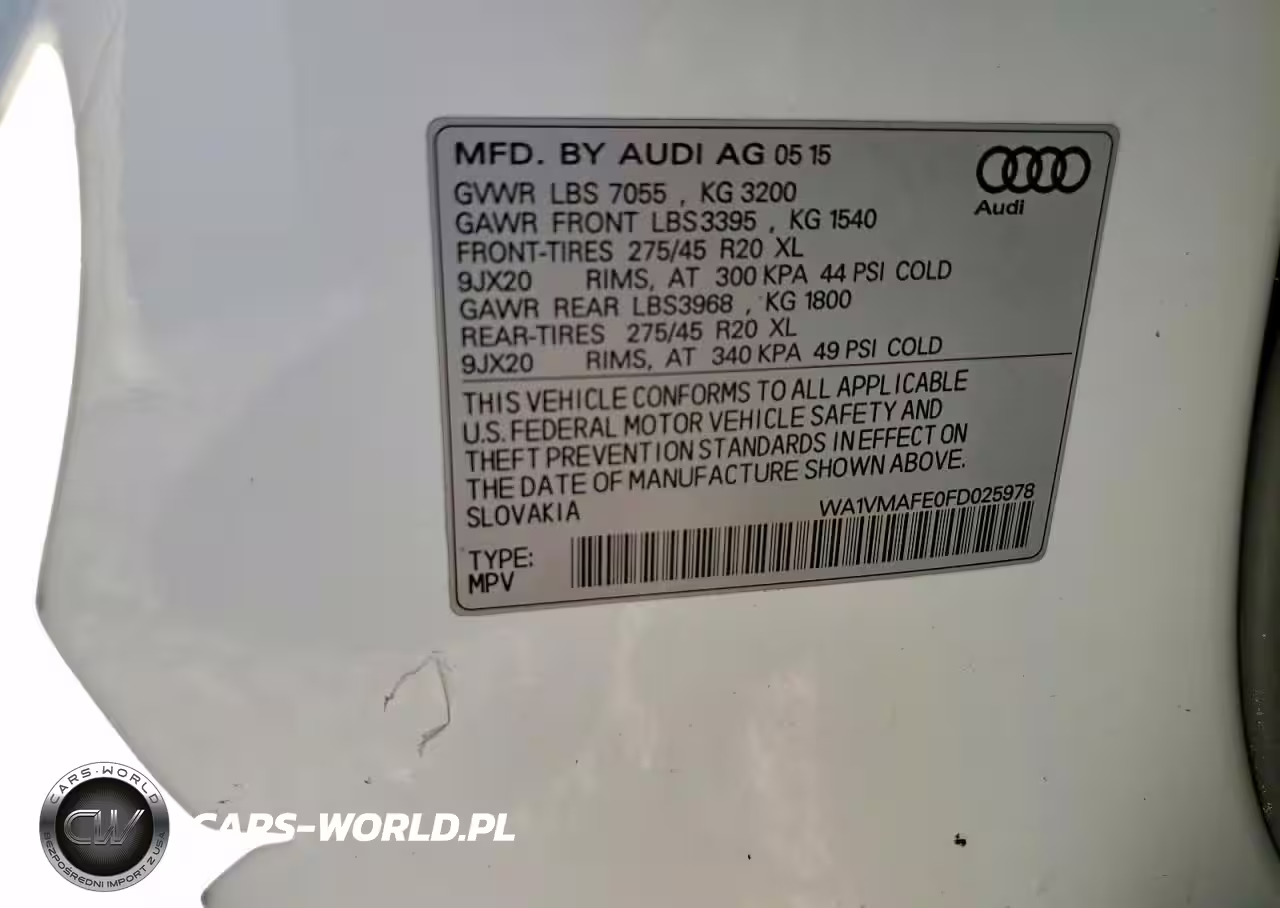 MFD. BY AUDI AG 05 15
GVWR LBS 7055 , KG 3200
GAWR FRONT LBS3395 , KG 1540
FRONT-TIRES 275/45 R20 XL
9JX20 RIMS, AT 300 KPA 44 PSI COLD
GAWR REAR LBS3968 , KG 1800
REAR-TIRES 275/45 R20 XL
9JX20 RIMS, AT 340 KPA 49 PSI COLD
Audi
THIS VEHICLE CONFORMS TO ALL APPLICABLE
U.S. FEDERAL MOTOR VEHICLE SAFETY AND
THEFT PREVENTION STANDARDS IN EFFECT ON
THE DATE OF MANUFACTURE SHOWN ABOVE.
SLOVAKIA WA1VMAFE0FD025978
TYPE:
MPV
CARS-WORLD
CW
BEZPOŚREDNI IMPORT Z USA
CARS-WORLD.PL